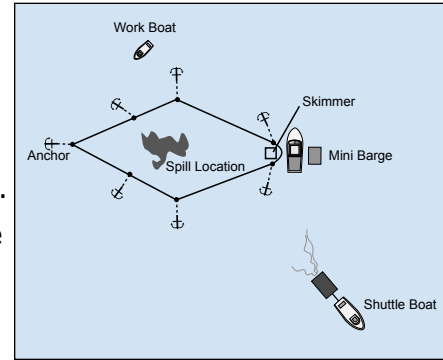 Work Boat
Skimmer
Anchor
Spill Location
Mini Barge
Shuttle Boat